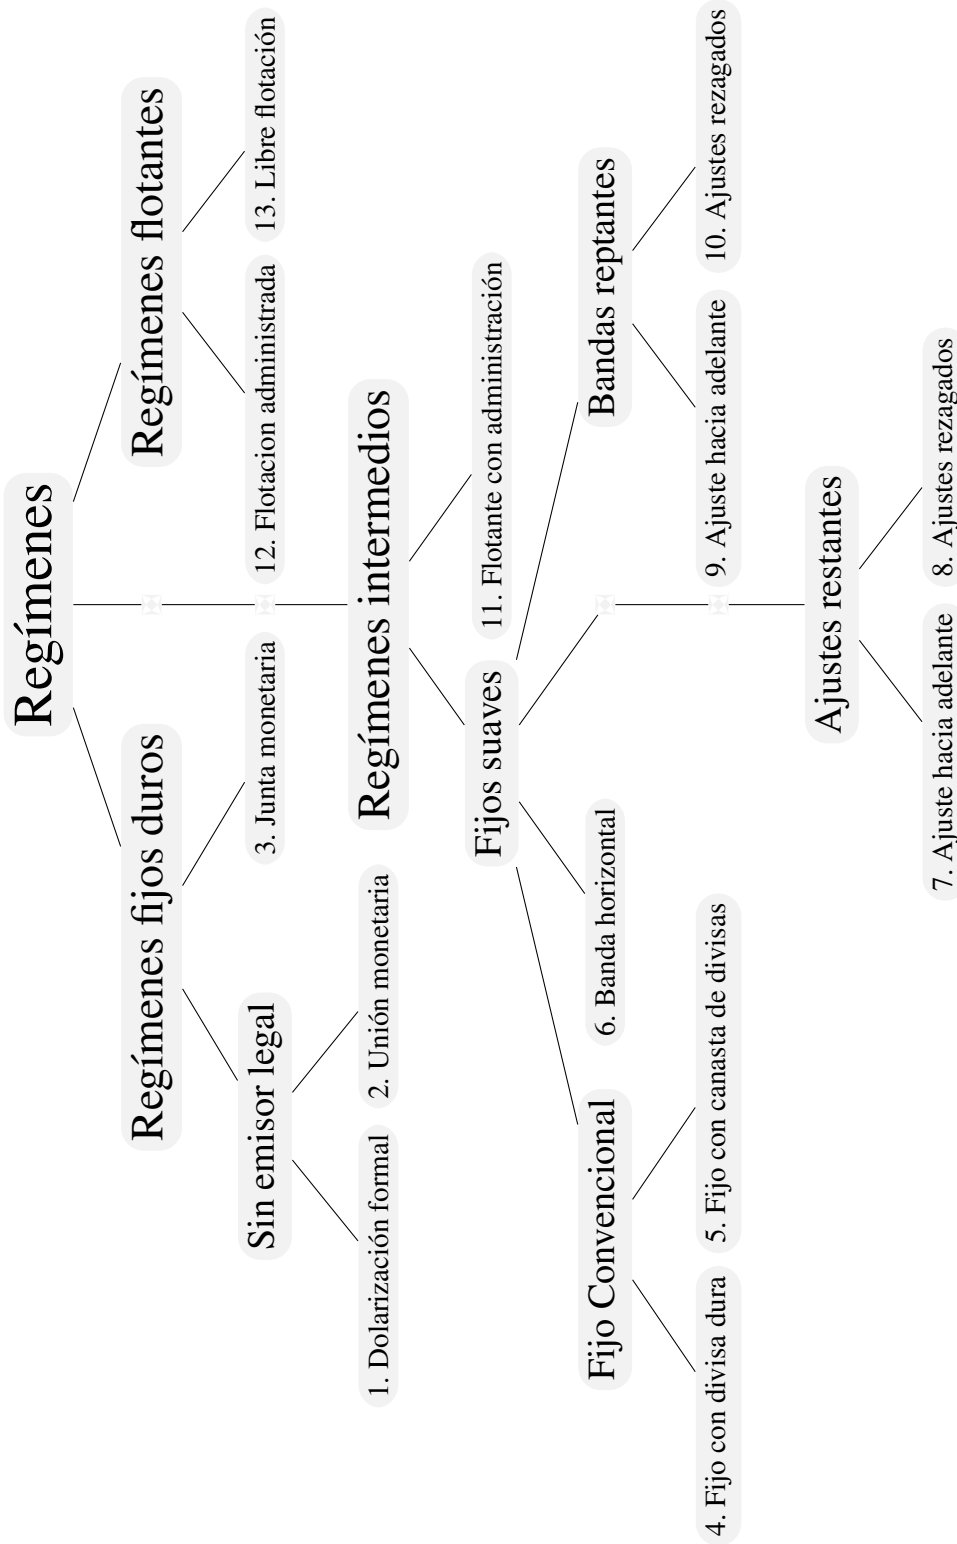 Regímenes
Regímenes fijos duros
Regímenes flotantes
Sin emisor legal
3. Junta monetaria
12. Flotacion administrada
13. Libre flotación
1. Dolarización formal
2. Unión monetaria
Regímenes intermedios
Fijos suaves
11. Flotante con administración
Fijo Convencional
6. Banda horizontal
Bandas reptantes
4. Fijo con divisa dura
5. Fijo con canasta de divisas
9. Ajuste hacia adelante
10. Ajustes rezagados
Ajustes restantes
7. Ajuste hacia adelante
8. Ajustes rezagados